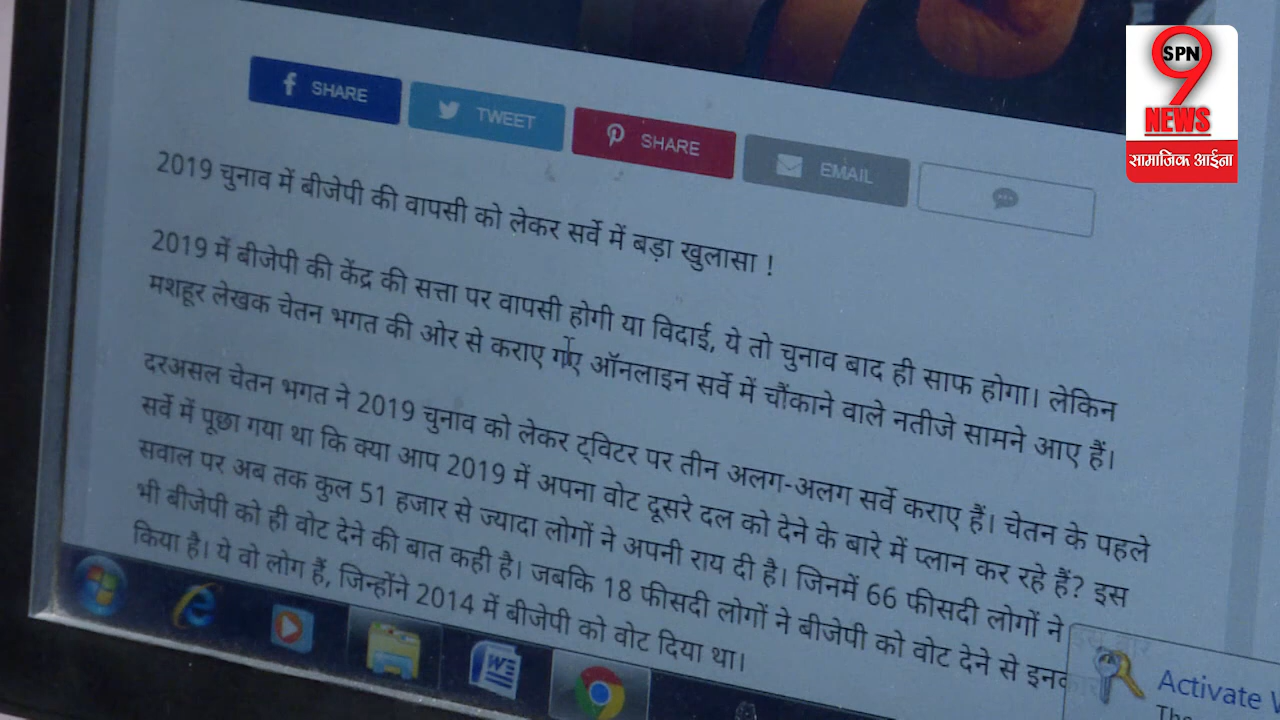 SPN
9
NEWS
सामाजिक आईना
SHARE
TWEET
SHARE
EMAIL
2019 चुनाव में बीजेपी की वापसी को लेकर सर्वे में बड़ा खुलासा !
2019 में बीजेपी की केंद्र की सत्ता पर वापसी होगी या विदाई, ये तो चुनाव बाद ही साफ होगा। लेकिन
मशहूर लेखक चेतन भगत की ओर से कराए गए ऑनलाइन सर्वे में चौंकाने वाले नतीजे सामने आए हैं।
दरअसल चेतन भगत ने 2019 चुनाव को लेकर ट्विटर पर तीन अलग-अलग सर्वे कराए हैं। चेतन के पहले
सर्वे में पूछा गया था कि क्या आप 2019 में अपना वोट दूसरे दल को देने के बारे में प्लान कर रहे हैं? इस
सवाल पर अब तक कुल 51 हजार से ज्यादा लोगों ने अपनी राय दी है। जिनमें 66 फीसदी लोगों ने
भी बीजेपी को ही वोट देने की बात कही है। जबकि 18 फीसदी लोगों ने बीजेपी को वोट देने से इनकार
किया है। ये वो लोग हैं, जिन्होंने 2014 में बीजेपी को वोट दिया था।
Activate